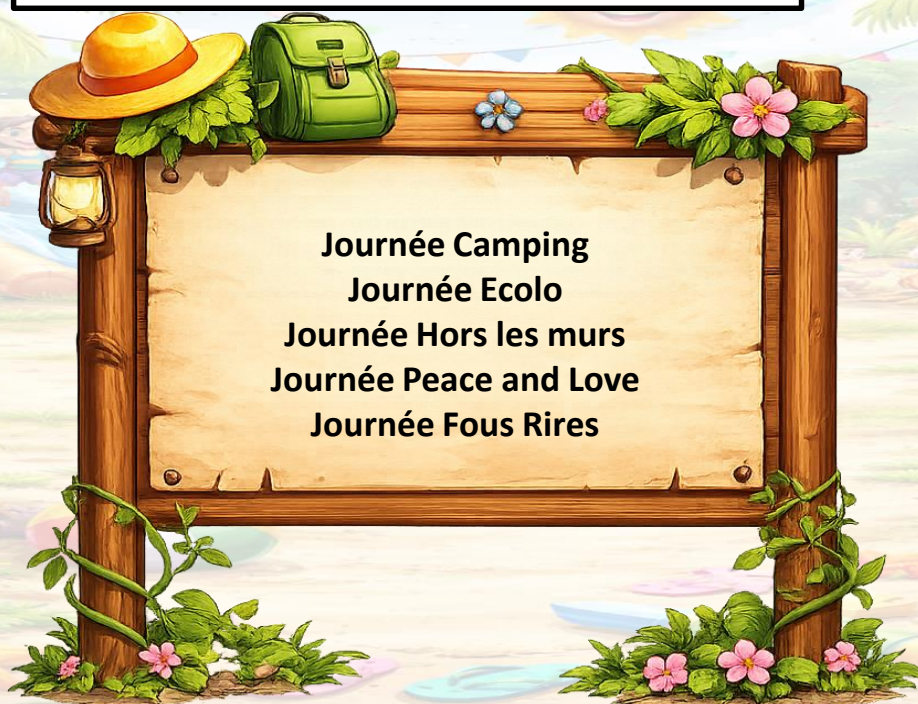 Journée Camping
Journée Ecolo
Journée Hors les murs
Journée Peace and Love
Journée Fous Rires